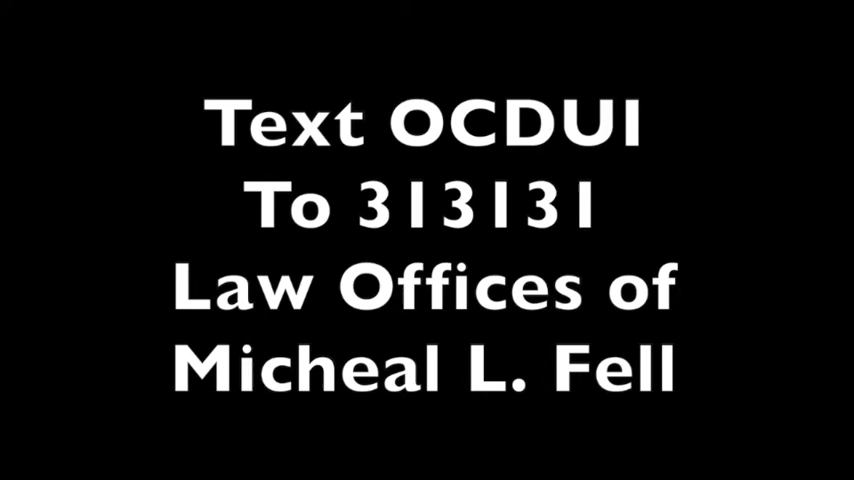 Text OCDUI
To 313131
Law Offices of
Micheal L. Fell